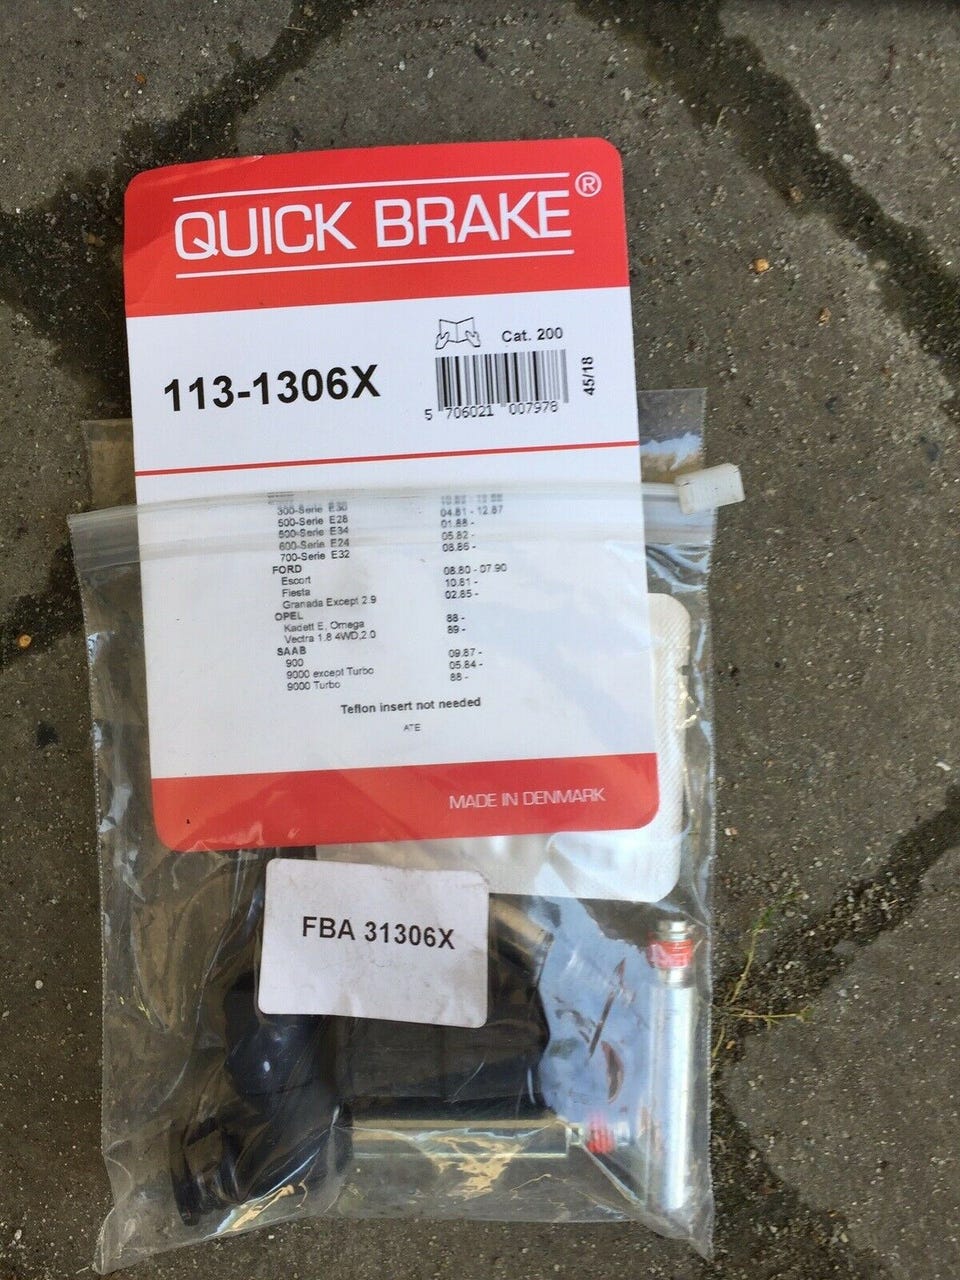 QUICK BRAKE®
Cat. 200
113-1306X
45/18
5 706021 007978
300-Serie E30 04.81 - 12.87
500-Serie E28 01.88 -
500-Serie E34 05.82 -
600-Serie E24 08.86 -
700-Serie E32
FORD 08.80 - 07.90
Escort 10.81 -
Fiesta 02.85 -
Granada Except 2.9
OPEL 88 -
Kadett E, Omega 89 -
Vectra 1.8 4WD,2.0
SAAB 09.87 -
900 05.84 -
9000 except Turbo 88 -
9000 Turbo
Teflon insert not needed
ATE
MADE IN DENMARK
FBA 31306X